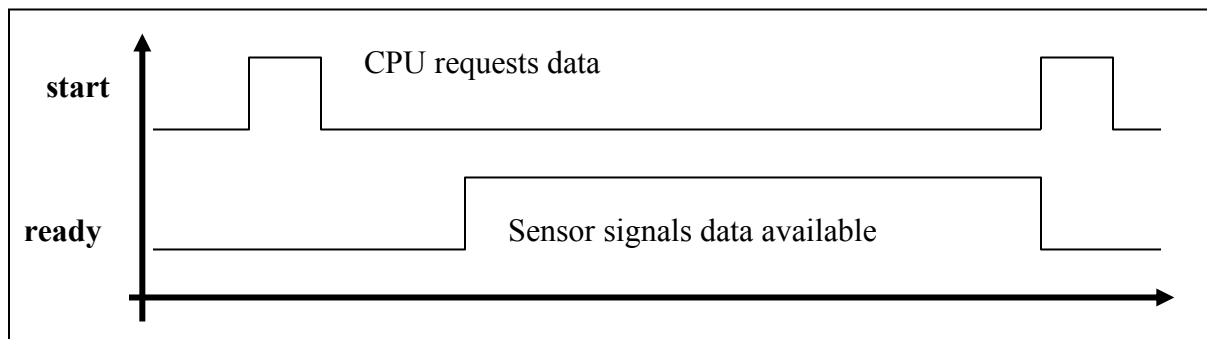 CPU requests data
start
ready
Sensor signals data available